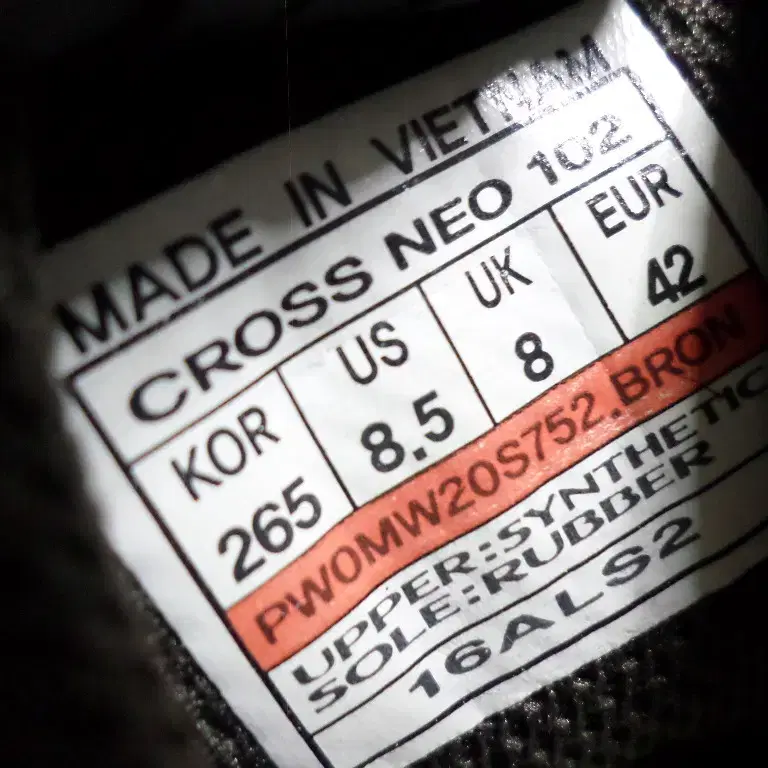 MADE IN VIETNAM
CROSS NEO 102
KOR US UK EUR
265 8.5 8 42
PW0MW20S752.BRON
UPPER:SYNTHETIC
SOLE:RUBBER
16ALS2